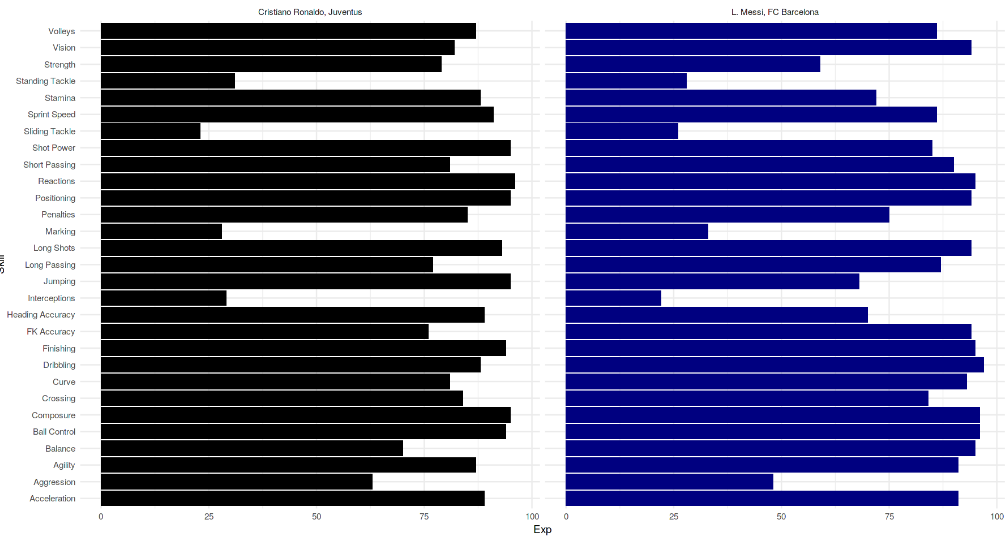 Cristiano Ronaldo, Juventus
L. Messi, FC Barcelona
Volleys
Vision
Strength
Standing Tackle
Stamina
Sprint Speed
Sliding Tackle
Shot Power
Short Passing
Reactions
Positioning
Penalties
Marking
Long Shots
Long Passing
Jumping
Interceptions
Heading Accuracy
FK Accuracy
Finishing
Dribbling
Curve
Crossing
Composure
Ball Control
Balance
Agility
Aggression
Acceleration
0 25 50 75 100
0 25 50 75 100
Exp